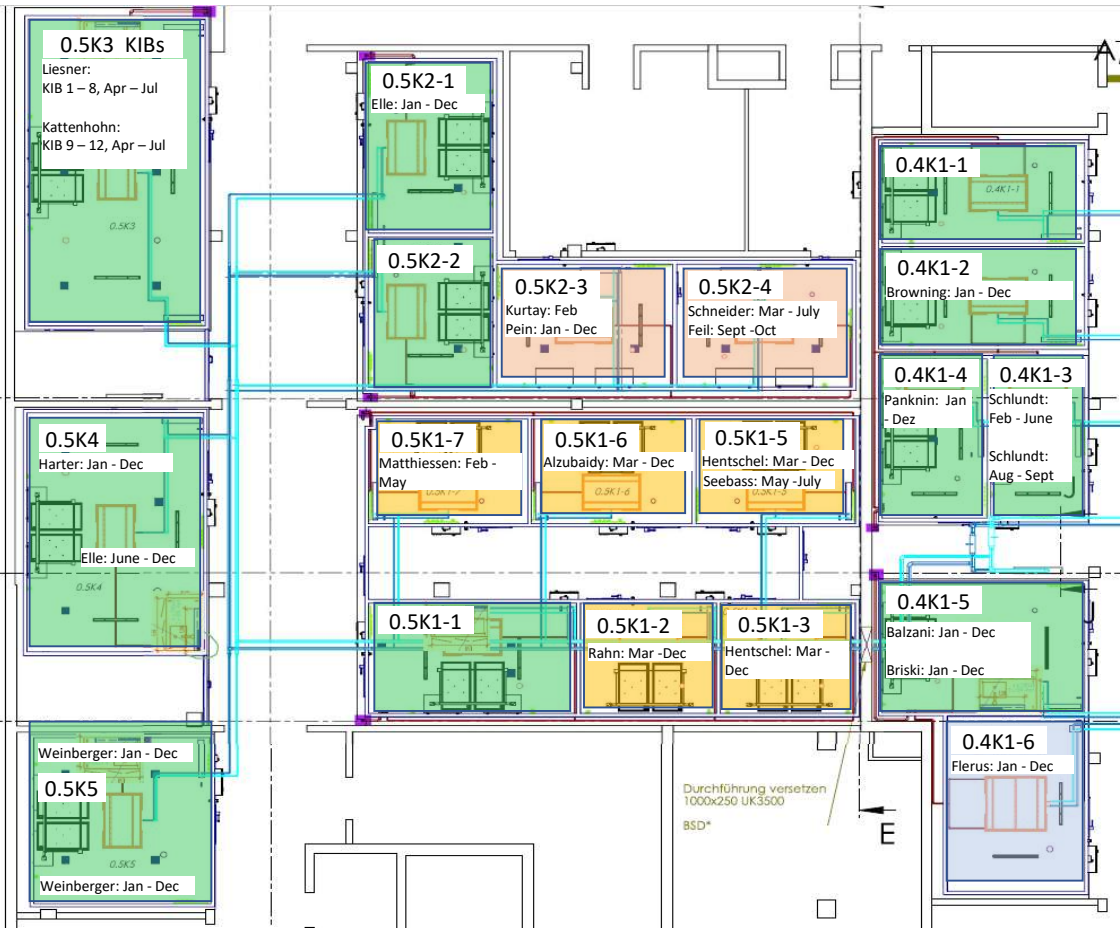 0.5K3 KIBs
Liesner:
KIB 1 – 8, Apr – Jul
Kattenhohn:
KIB 9 – 12, Apr – Jul
0.5K3
0.5K4
Harter: Jan - Dec
Elle: June - Dec
0.5K4
Weinberger: Jan - Dec
0.5K5
0.5K5
Weinberger: Jan - Dec
0.5K2-1
Elle: Jan - Dec
0.5K2-2
0.5K2-3
Kurtay: Feb
Pein: Jan - Dec
0.5K2-4
Schneider: Mar - July
Feil: Sept -Oct
0.5K1-7
Matthiessen: Feb -
May
0.5K1-7
0.5K1-6
Alzubaidy: Mar - Dec
0.5K1-6
0.5K1-5
Hentschel: Mar - Dec
Seebass: May -July
0.5K1-5
0.5K1-1
0.5K1-2
Rahn: Mar -Dec
0.5K1-3
Hentschel: Mar -
Dec
0.4K1-1
0.4K1-1
0.4K1-2
Browning: Jan - Dec
0.4K1-4
Panknin: Jan
- Dez
0.4K1-3
Schlundt:
Feb - June
Schlundt:
Aug - Sept
0.4K1-5
Balzani: Jan - Dec
Briski: Jan - Dec
0.4K1-6
Flerus: Jan - Dec
Durchführung versetzen
1000x250 UK3500
BSD*
E